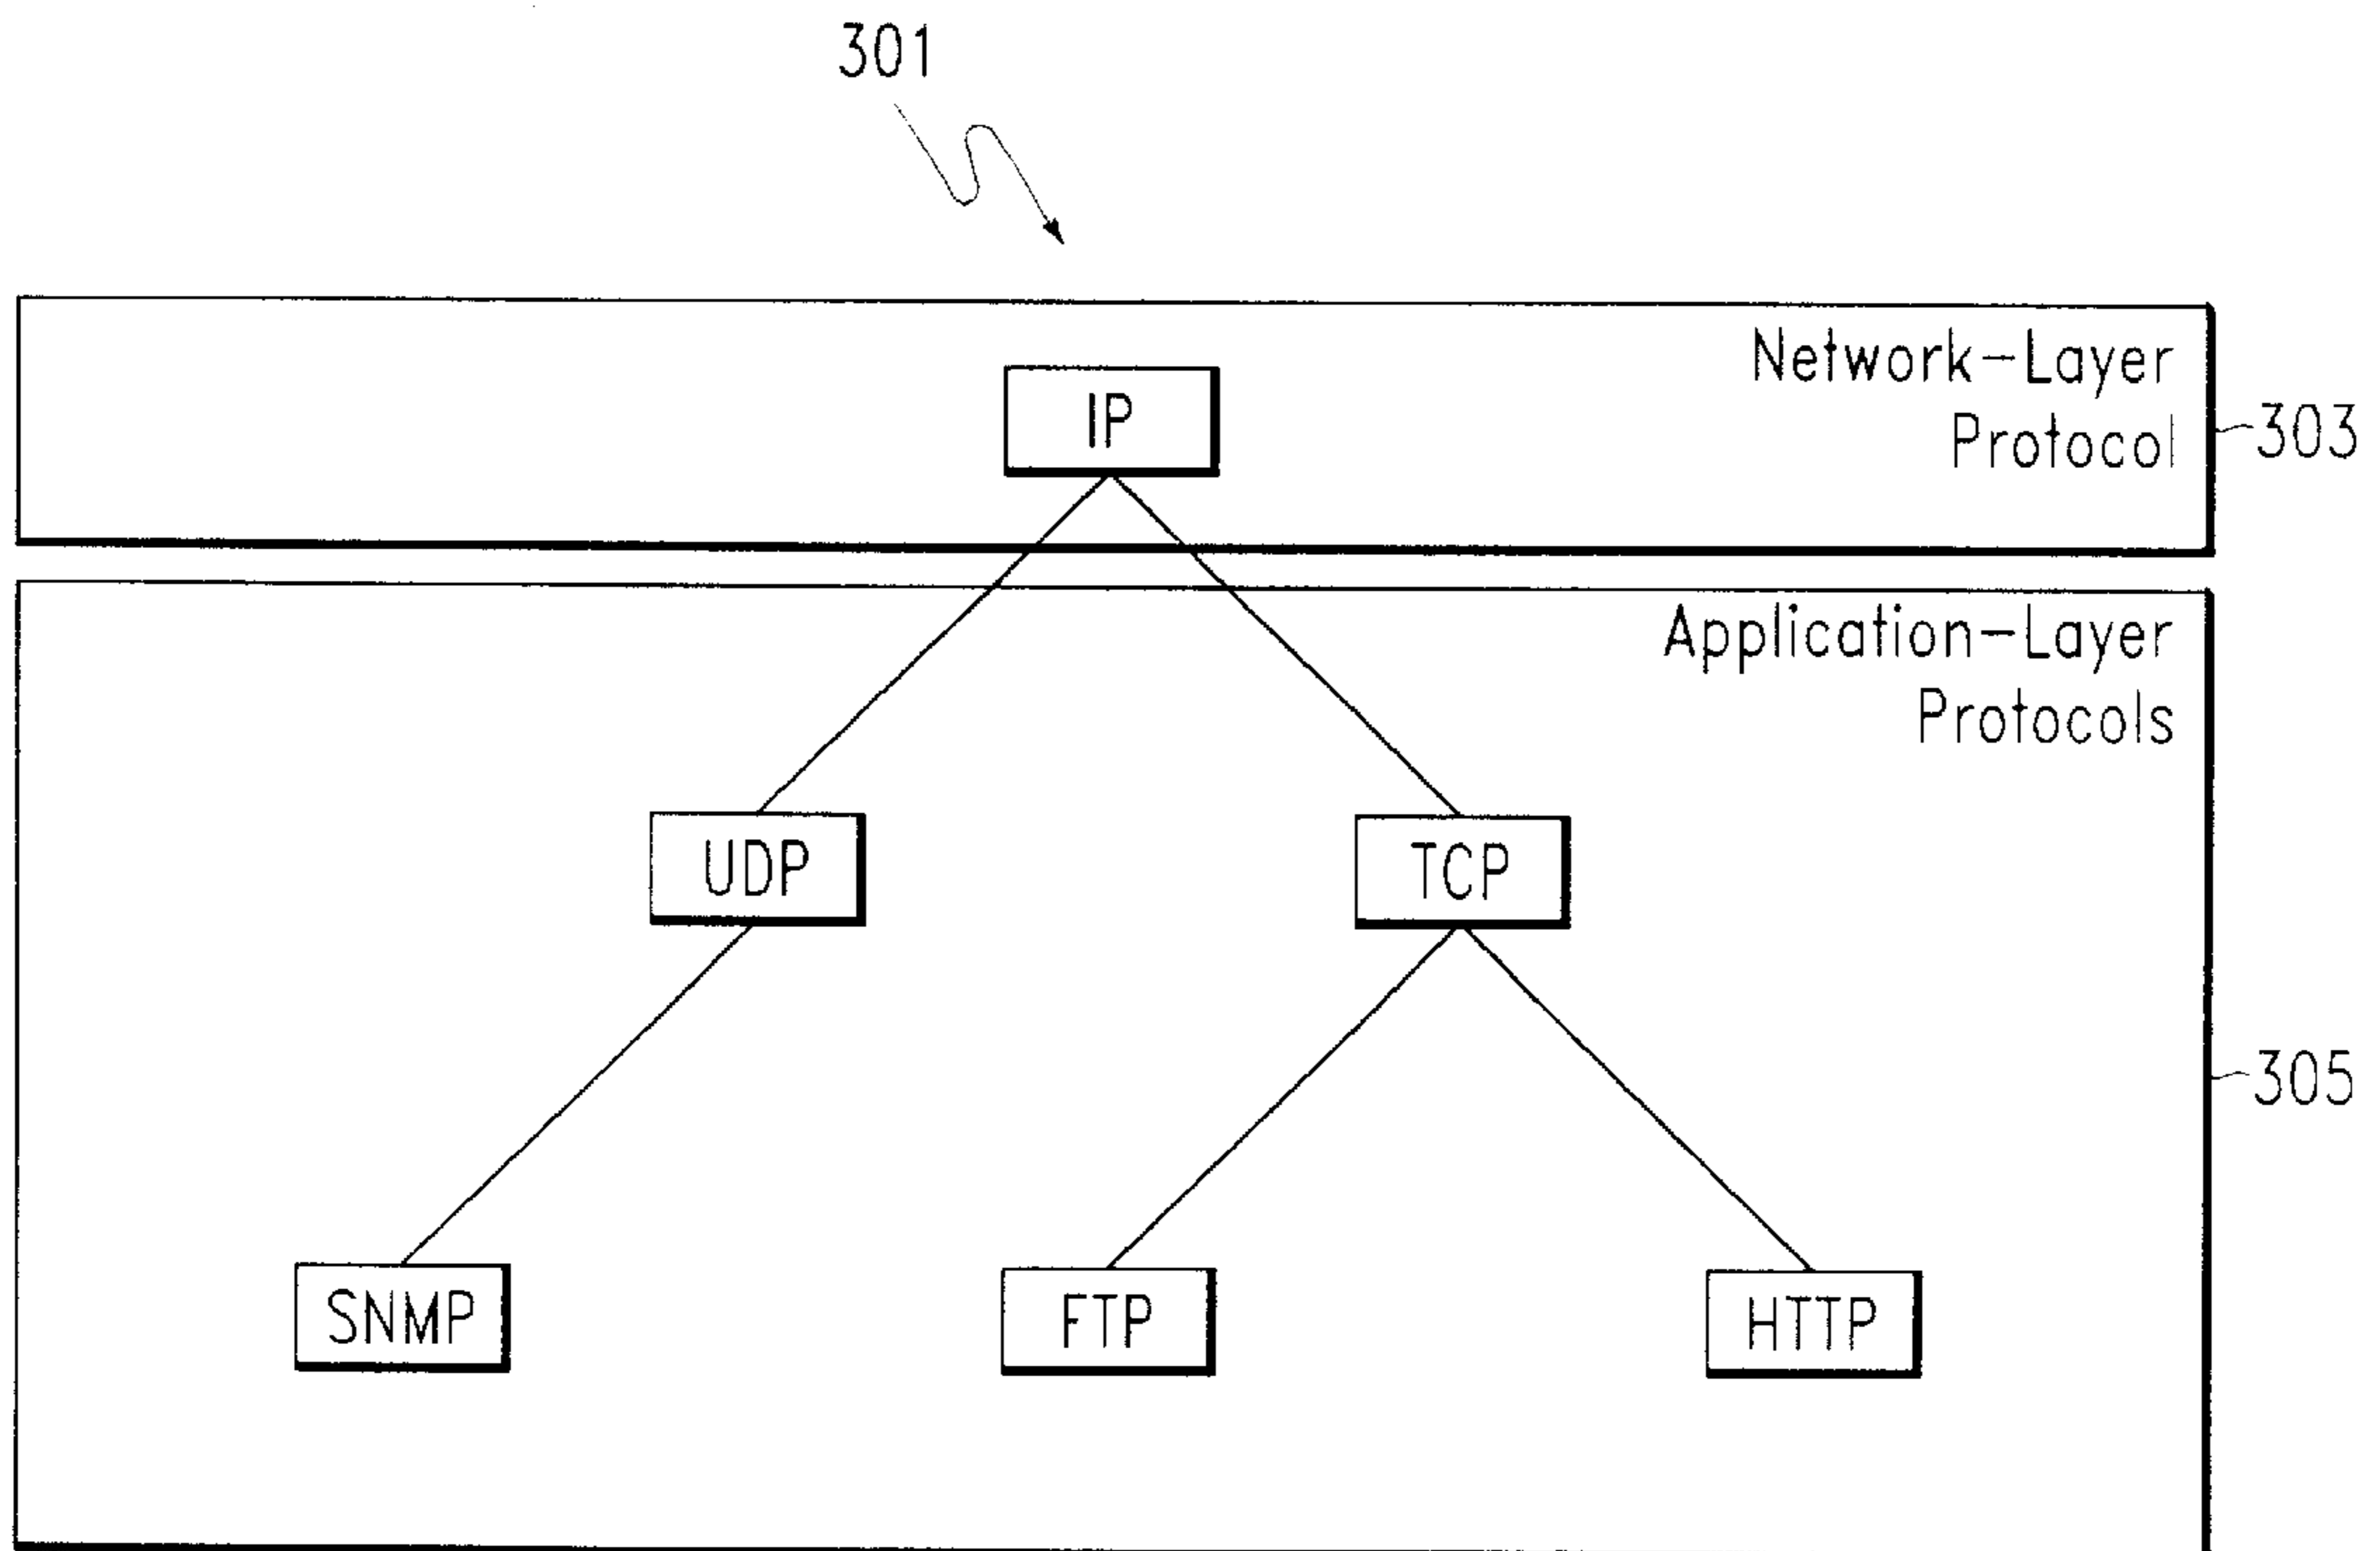 301
Network-Layer
Protocol
303
IP
Application-Layer
Protocols
UDP
TCP
305
SNMP
FTP
HTTP